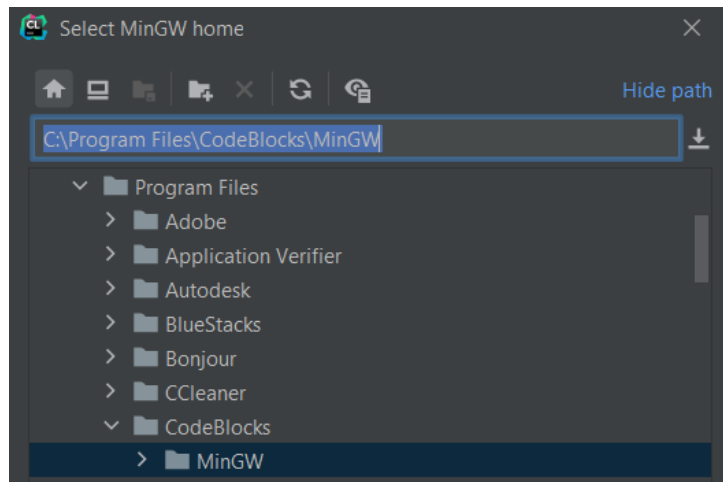 CL Select MinGW home
Hide path
C:\Program Files\CodeBlocks\MinGW
Program Files
Adobe
Application Verifier
Autodesk
BlueStacks
Bonjour
CCleaner
CodeBlocks
MinGW